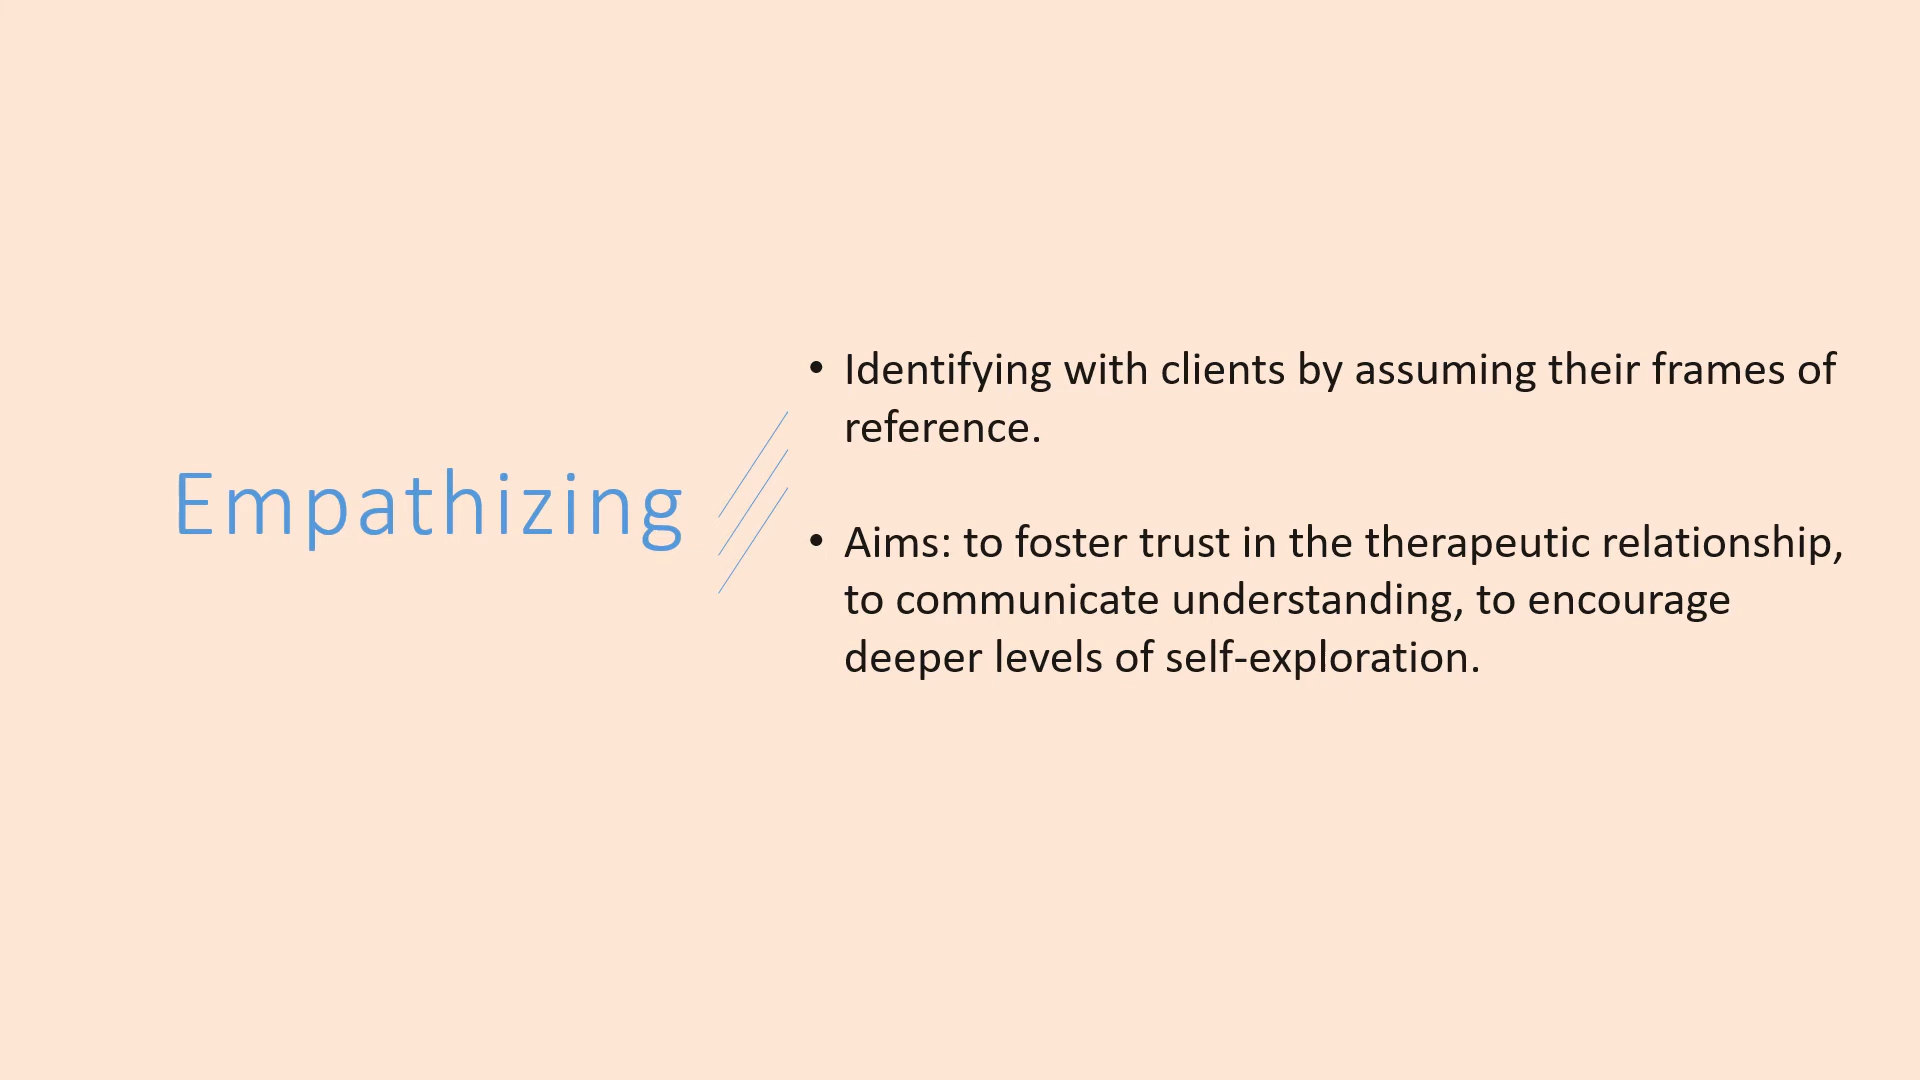 Empathizing
• Identifying with clients by assuming their frames of
reference.
• Aims: to foster trust in the therapeutic relationship,
to communicate understanding, to encourage
deeper levels of self-exploration.